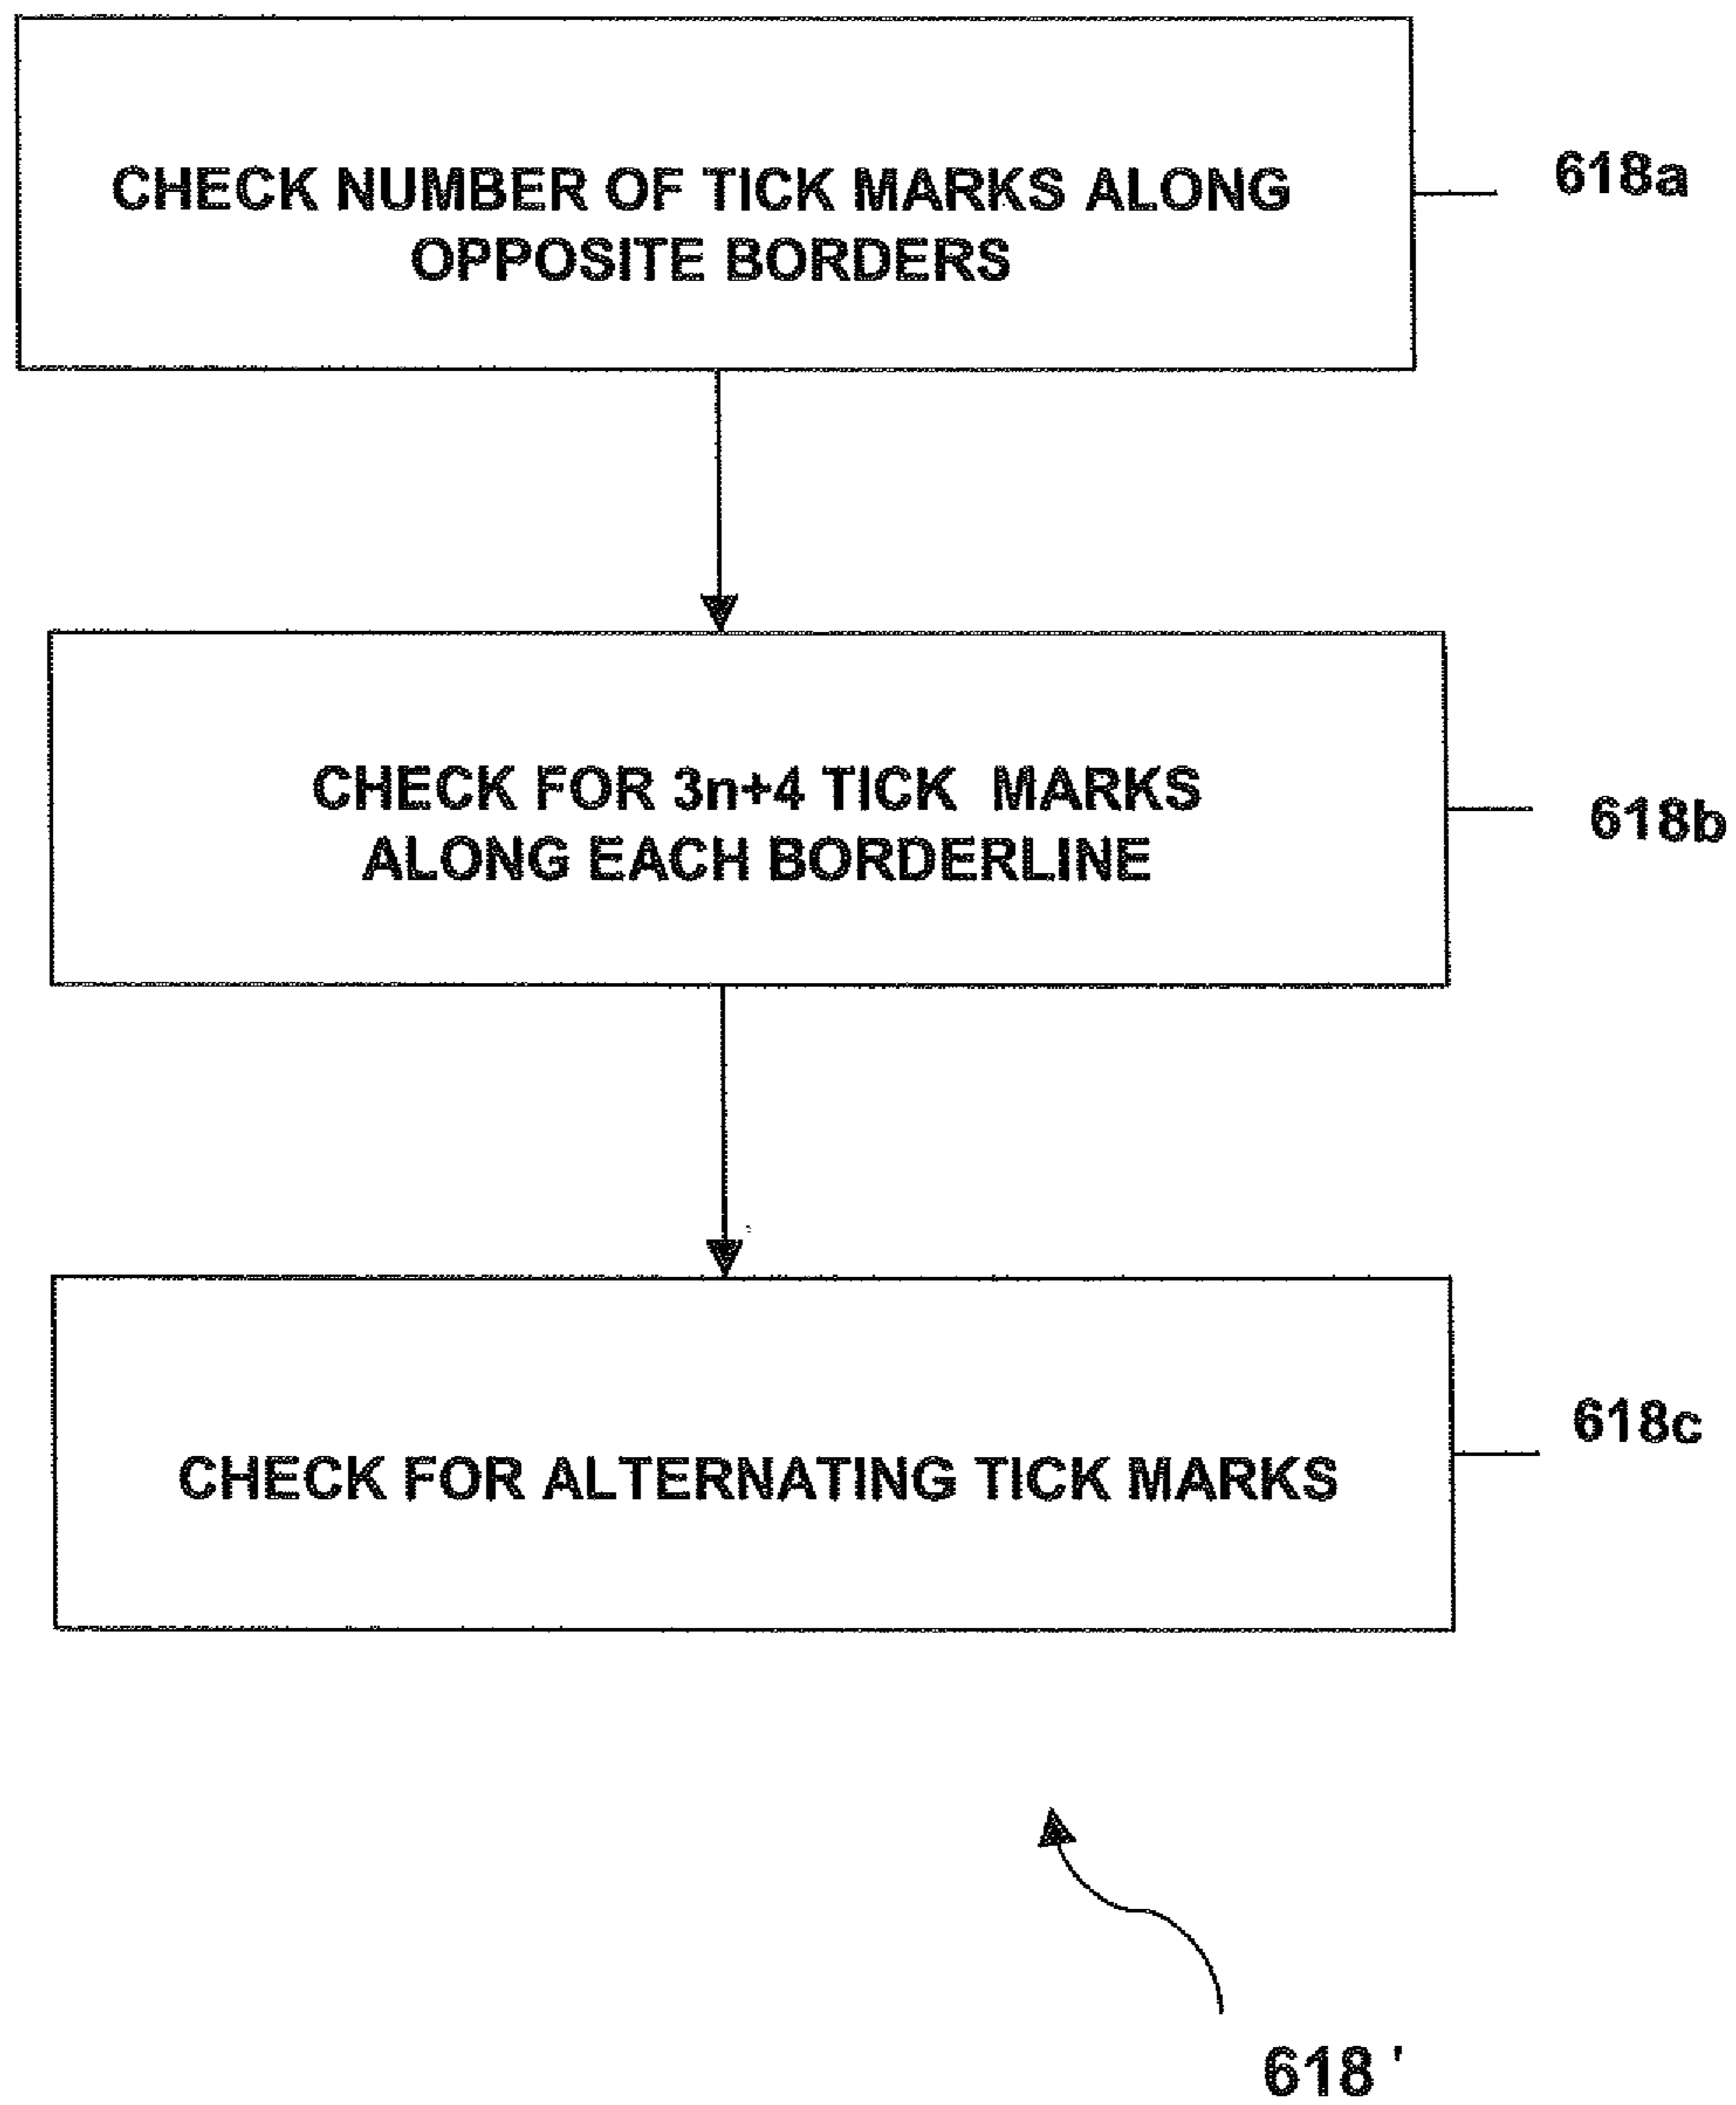 CHECK NUMBER OF TICK MARKS ALONG
OPPOSITE BORDERS
618a
CHECK FOR 3n+4 TICK MARKS
ALONG EACH BORDERLINE
618b
CHECK FOR ALTERNATING TICK MARKS
618c
618 '